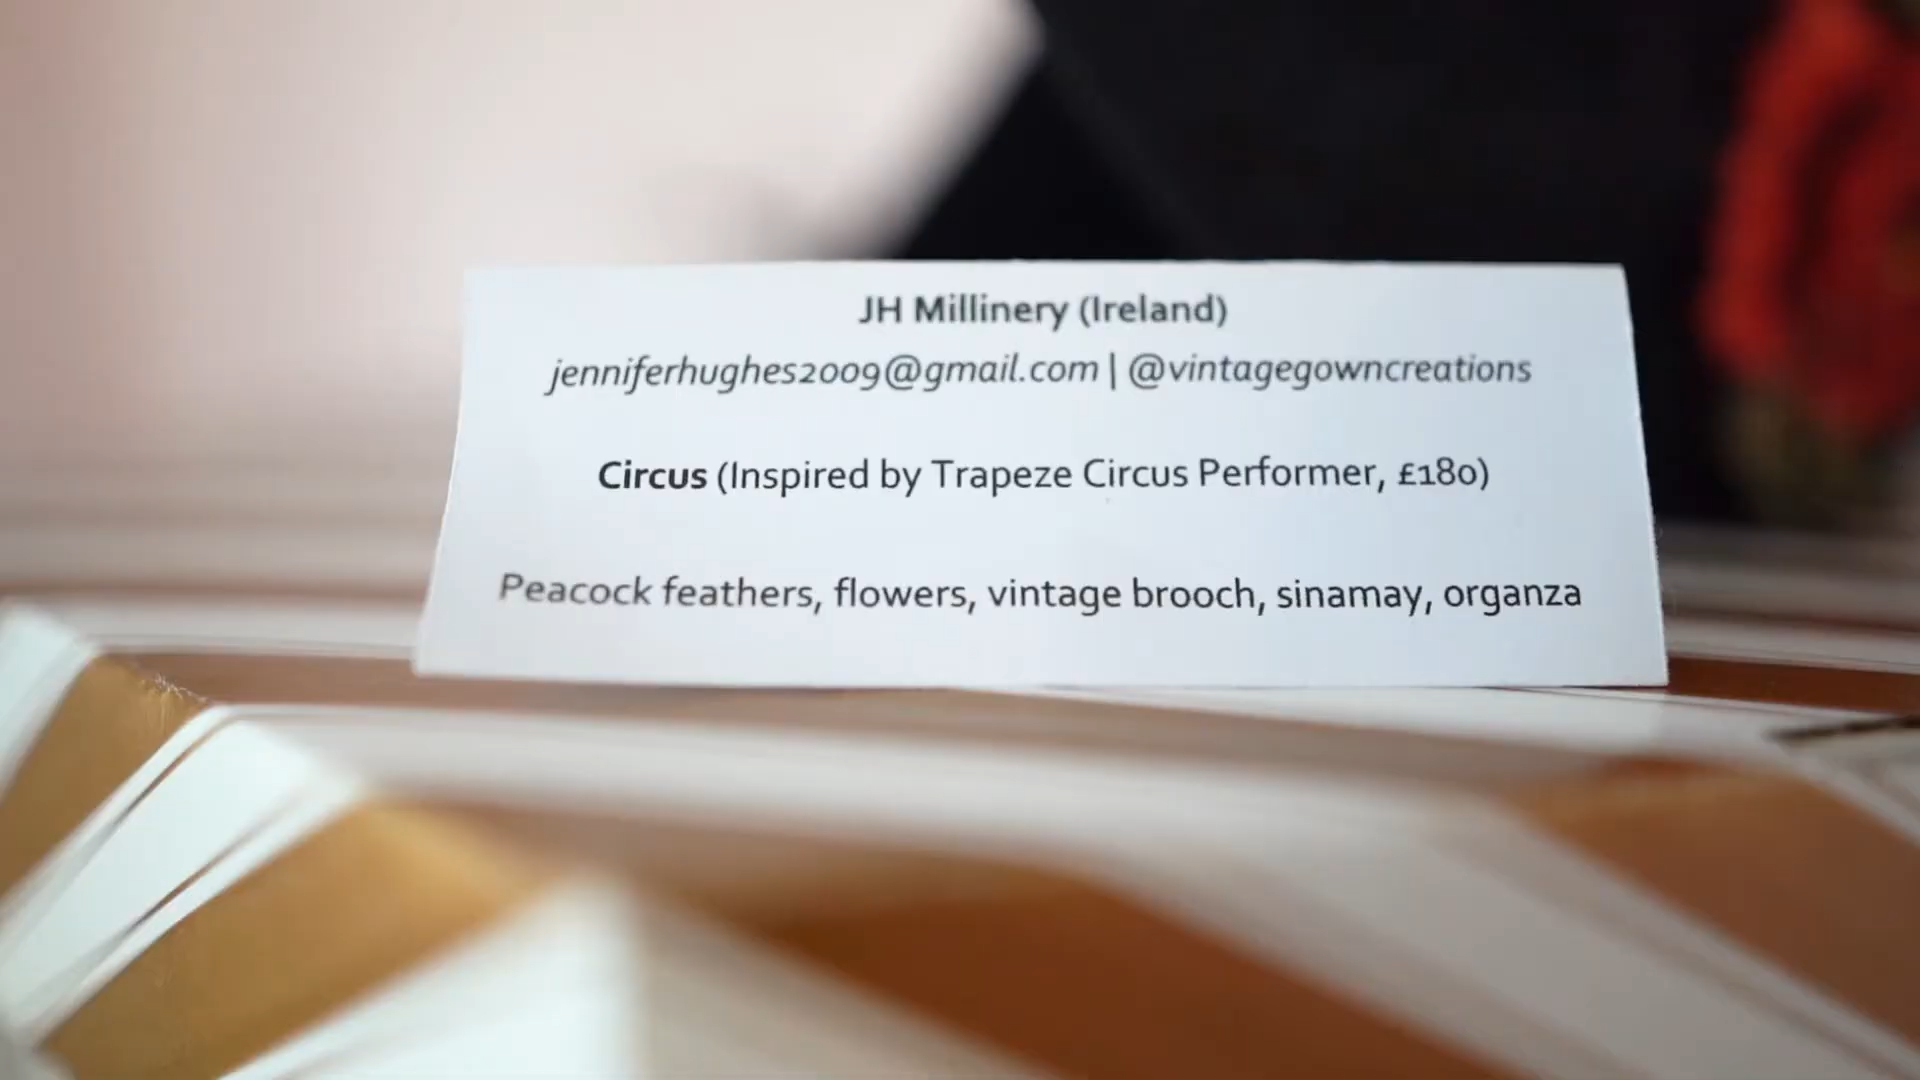 JH Millinery (Ireland)
jenniferhughes2009@gmail.com | @vintagegowncreations
Circus (Inspired by Trapeze Circus Performer, £180)
Peacock feathers, flowers, vintage brooch, sinamay, organza